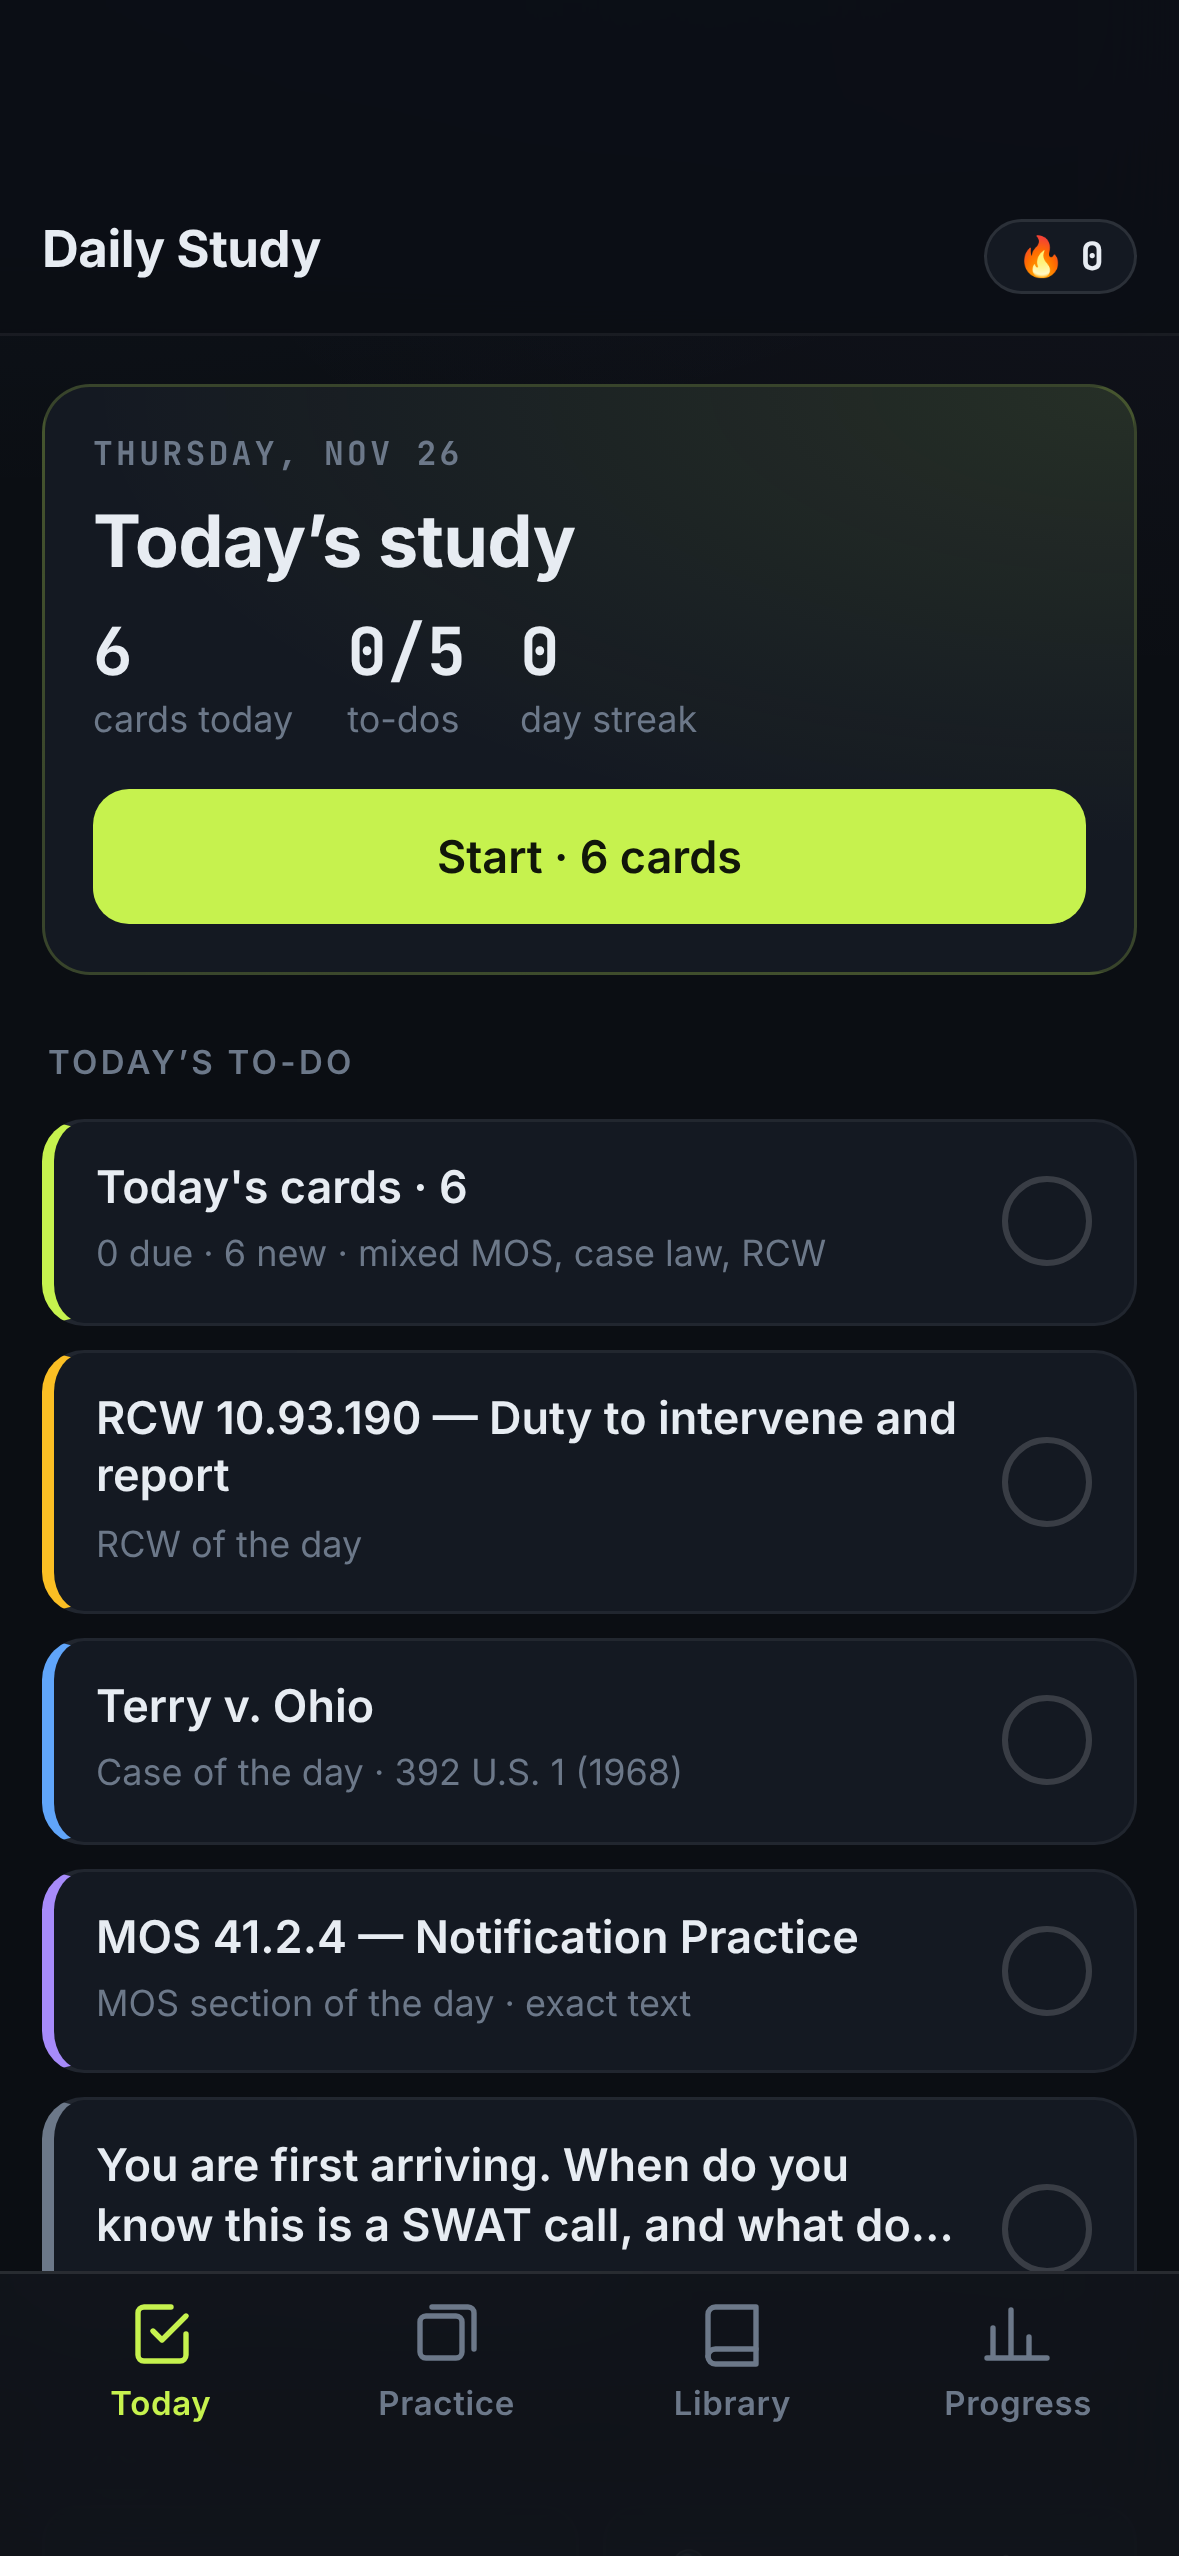 Daily Study
🔥 0
THURSDAY, NOV 26
Today’s study
6 0/5 0
cards today to-dos day streak
Start · 6 cards
TODAY’S TO-DO
Today's cards · 6
0 due · 6 new · mixed MOS, case law, RCW
RCW 10.93.190 — Duty to intervene and
report
RCW of the day
Terry v. Ohio
Case of the day · 392 U.S. 1 (1968)
MOS 41.2.4 — Notification Practice
MOS section of the day · exact text
You are first arriving. When do you
know this is a SWAT call, and what do…
Today Practice Library Progress